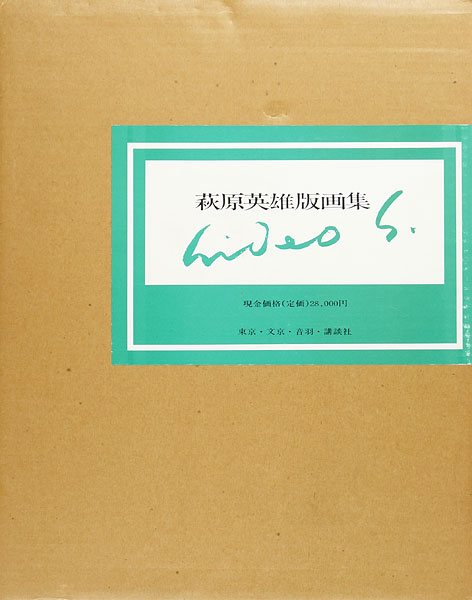 萩原英雄版画集
hideo h.
現金価格(定価)28,000円
東京・文京・音羽・講談社